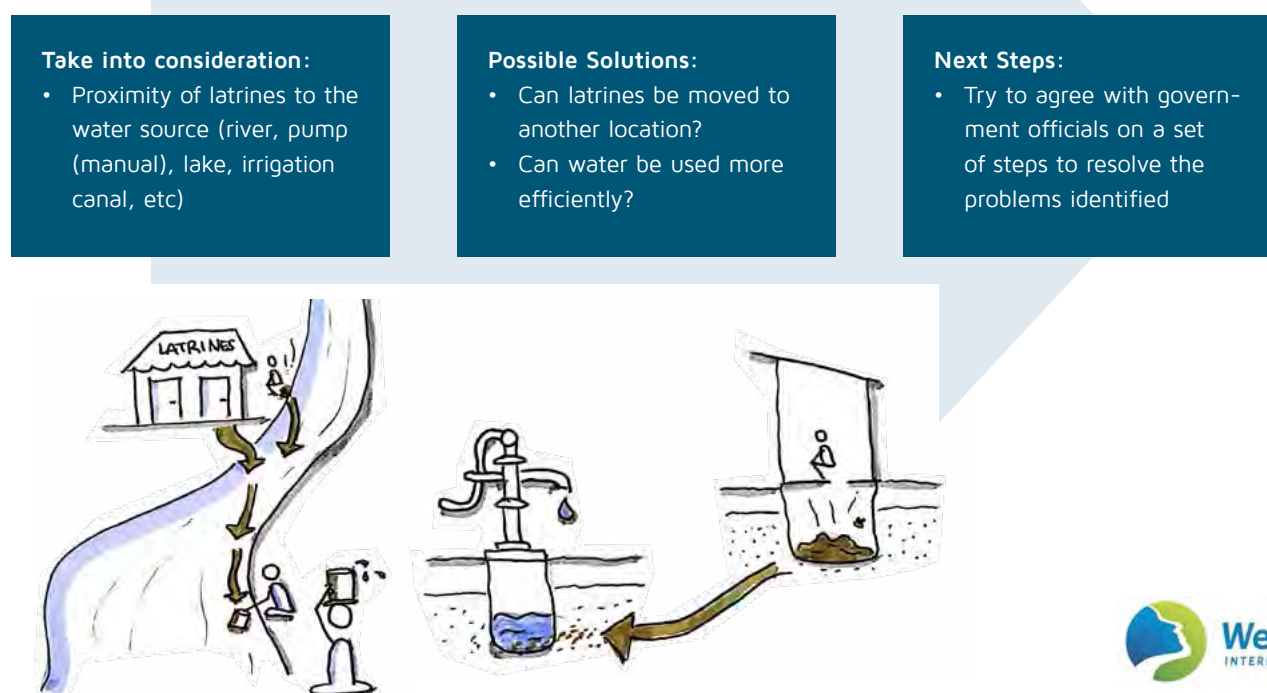 Take into consideration:
• Proximity of latrines to the
water source (river, pump
(manual), lake, irrigation
canal, etc)
Possible Solutions:
• Can latrines be moved to
another location?
• Can water be used more
efficiently?
Next Steps:
• Try to agree with govern-
ment officials on a set
of steps to resolve the
problems identified
LATRINES
We
INTER